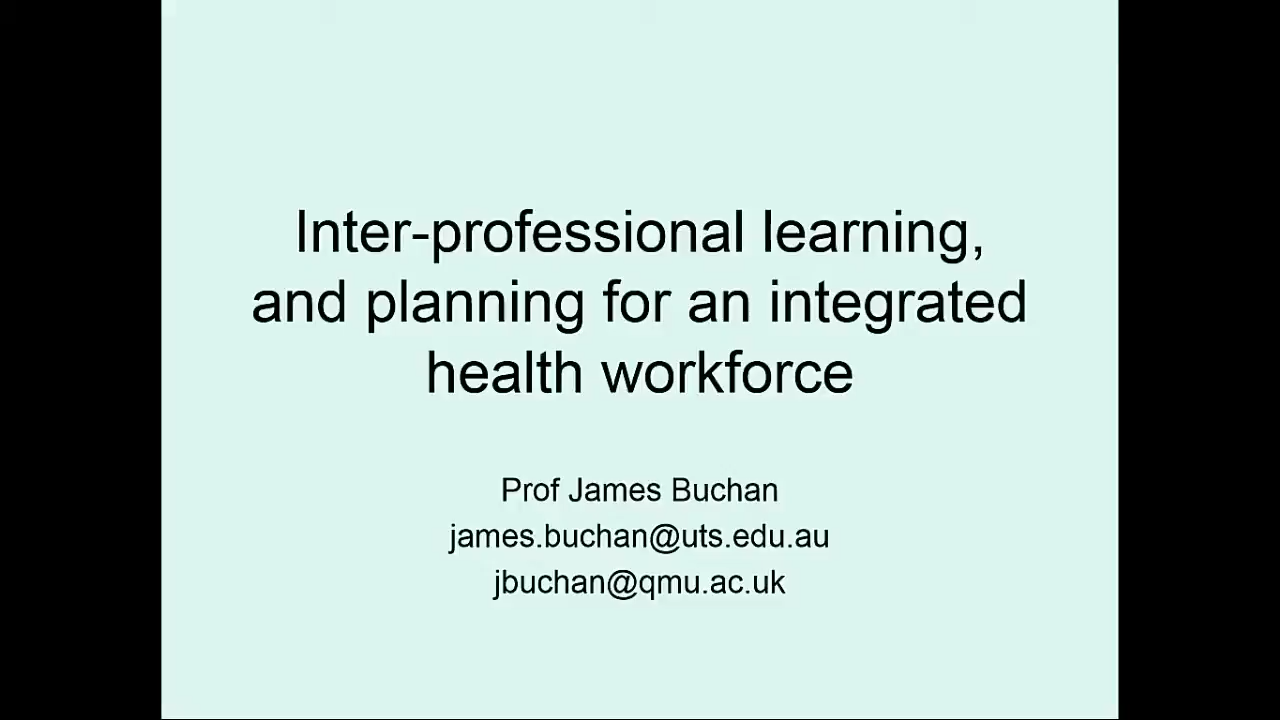 Inter-professional learning,
and planning for an integrated
health workforce
Prof James Buchan
james.buchan@uts.edu.au
jbuchan@qmu.ac.uk